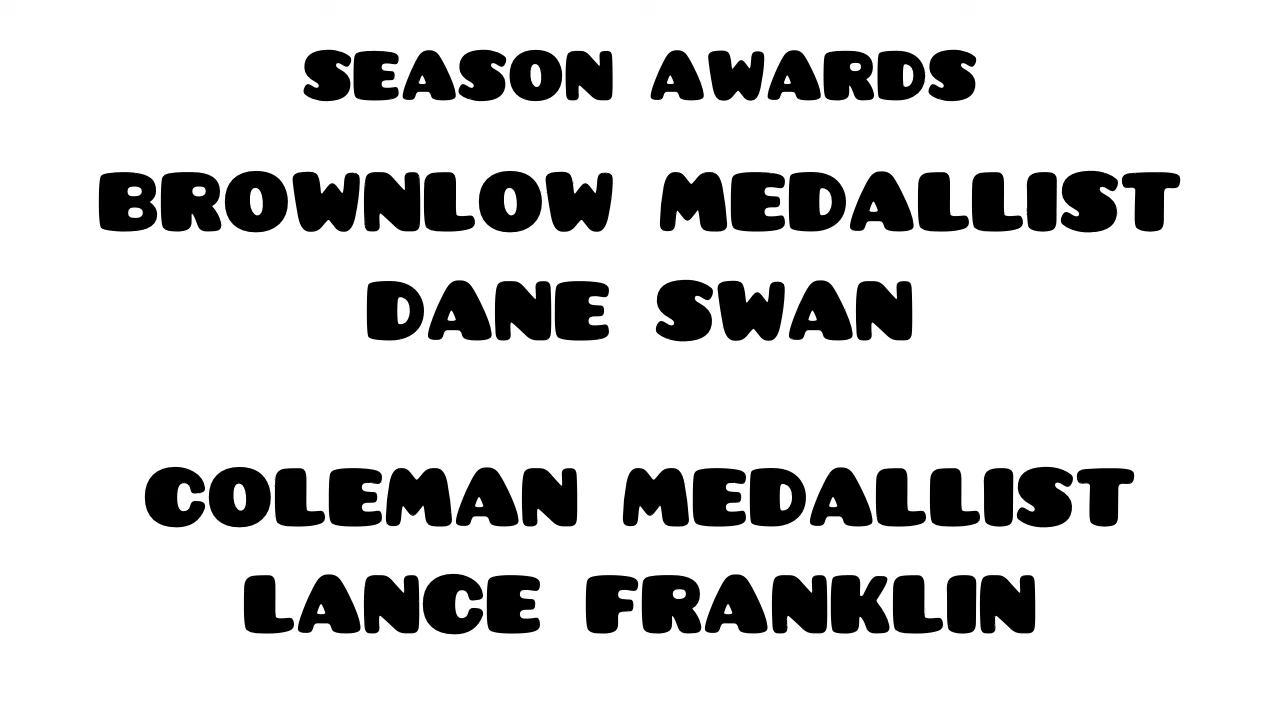 SEASON AWARDS
BROWNLOW MEDALLIST
DANE SWAN
COLEMAN MEDALLIST
LANCE FRANKLIN